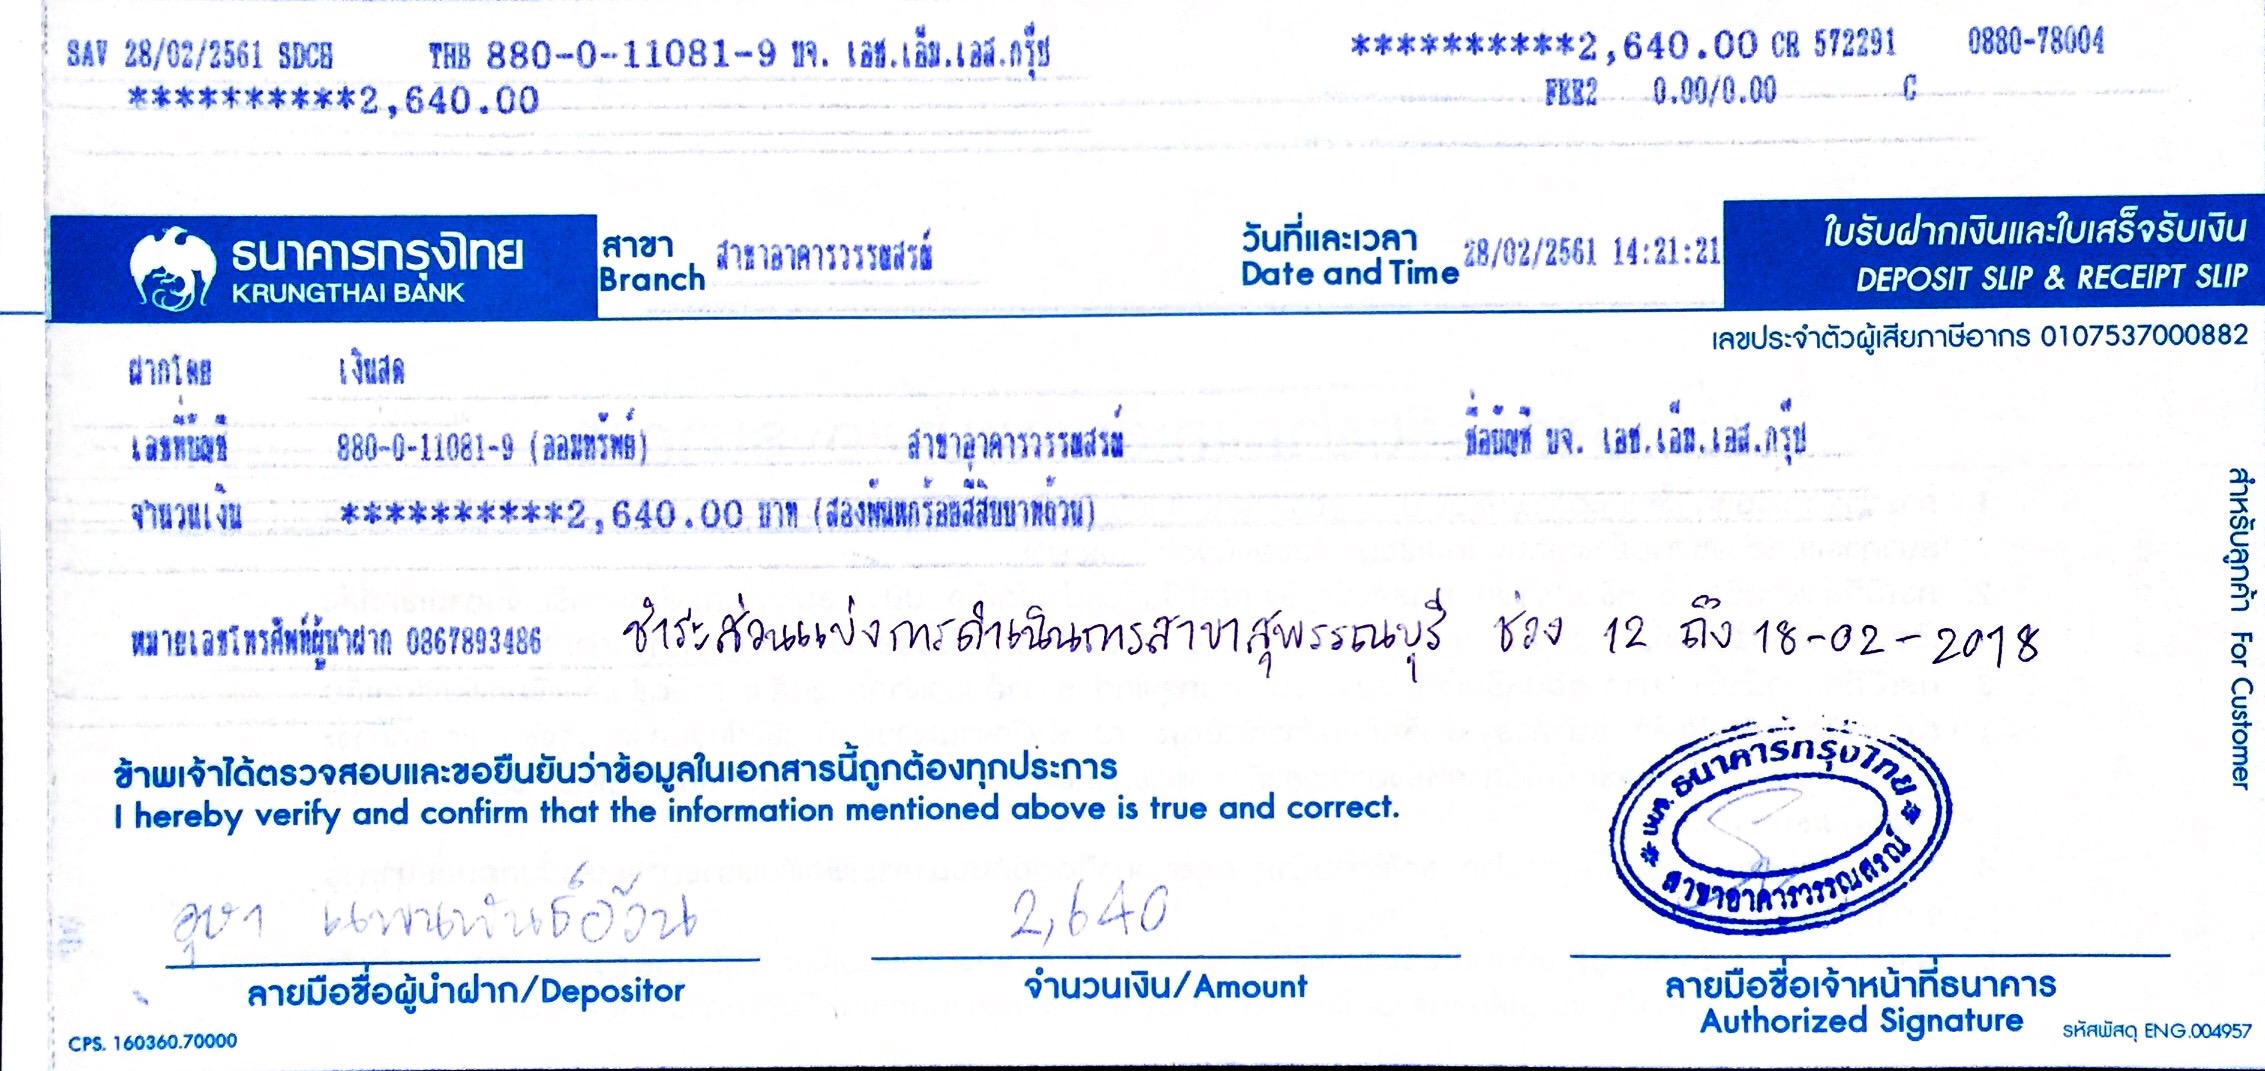 SAV 28/02/2561 SDCH THB 880-0-11081-9 บจ. เอช.เอ็ม.เอส.กรุ๊ป **********2,640.00 CR 572291 0880-78004
**********2,640.00 FEE2 0.00/0.00 C
ธนาคารกรุงไทย
KRUNGTHAI BANK
สาขา
Branch
สาขาอาคารวรรณสรณ์
วันที่และเวลา
Date and Time
28/02/2561 14:21:21
ใบรับฝากเงินและใบเสร็จรับเงิน
DEPOSIT SLIP & RECEIPT SLIP
เลขประจำตัวผู้เสียภาษีอากร 0107537000882
ฝากโดย เงินสด
เลขที่บัญชี 880-0-11081-9 (ออมทรัพย์) สาขาอาคารวรรณสรณ์ ชื่อบัญชี บจ. เอช.เอ็ม.เอส.กรุ๊ป
จำนวนเงิน **********2,640.00 บาท (สองพันหกร้อยสี่สิบบาทถ้วน)
หมายเลขโทรศัพท์ผู้นำฝาก 0867893486 ชำระส่วนแบ่งการดำเนินการสาขาสุพรรณบุรี ช่วง 12 ถึง 18-02-2018
สำหรับลูกค้า For Customer
ข้าพเจ้าได้ตรวจสอบและขอยืนยันว่าข้อมูลในเอกสารนี้ถูกต้องทุกประการ
I hereby verify and confirm that the information mentioned above is true and correct.
บมจ. ธนาคารกรุงไทย
สาขาอาคารวรรณสรณ์
อุษา แพนพันธ์อ้วน 2,640
ลายมือชื่อผู้นำฝาก/Depositor จำนวนเงิน/Amount ลายมือชื่อเจ้าหน้าที่ธนาคาร
Authorized Signature
CPS. 160360.70000 รหัสพัสดุ ENG.004957